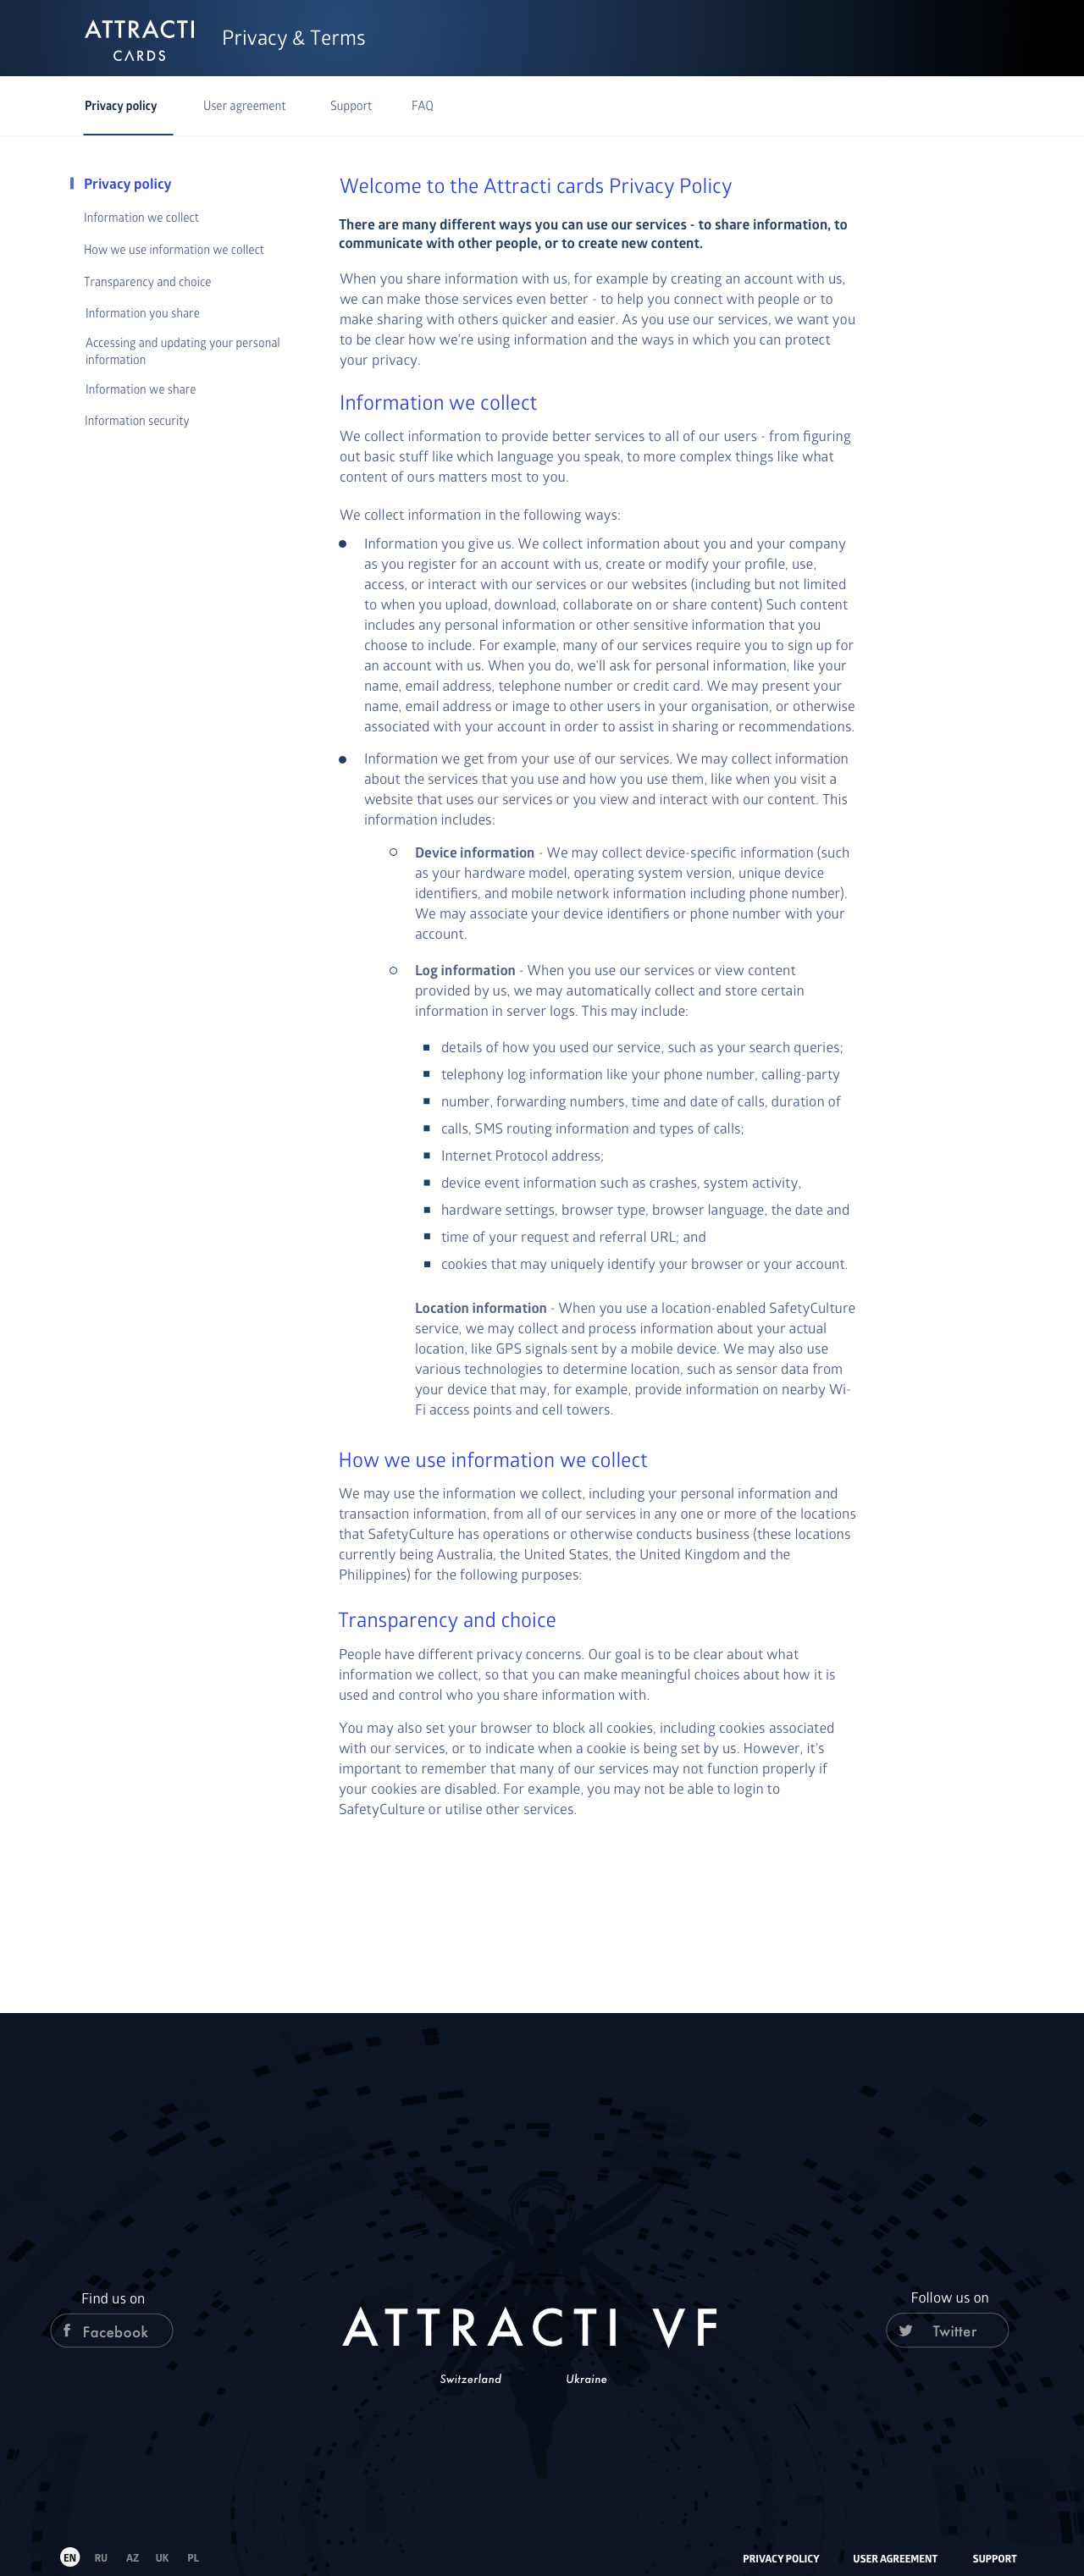 ATTRACTI
CARDS
Privacy & Terms
Privacy policy
User agreement
Support
FAQ
Privacy policy
Information we collect
How we use information we collect
Transparency and choice
Information you share
Accessing and updating your personal
information
Information we share
Information security
Welcome to the Attracti cards Privacy Policy
There are many different ways you can use our services - to share information, to
communicate with other people, or to create new content.
When you share information with us, for example by creating an account with us,
we can make those services even better - to help you connect with people or to
make sharing with others quicker and easier. As you use our services, we want you
to be clear how we're using information and the ways in which you can protect
your privacy.
Information we collect
We collect information to provide better services to all of our users - from figuring
out basic stuff like which language you speak, to more complex things like what
content of ours matters most to you.
We collect information in the following ways:
Information you give us. We collect information about you and your company
as you register for an account with us, create or modify your profile, use,
access, or interact with our services or our websites (including but not limited
to when you upload, download, collaborate on or share content) Such content
includes any personal information or other sensitive information that you
choose to include. For example, many of our services require you to sign up for
an account with us. When you do, we'll ask for personal information, like your
name, email address, telephone number or credit card. We may present your
name, email address or image to other users in your organisation, or otherwise
associated with your account in order to assist in sharing or recommendations.
Information we get from your use of our services. We may collect information
about the services that you use and how you use them, like when you visit a
website that uses our services or you view and interact with our content. This
information includes:
Device information - We may collect device-specific information (such
as your hardware model, operating system version, unique device
identifiers, and mobile network information including phone number).
We may associate your device identifiers or phone number with your
account.
Log information - When you use our services or view content
provided by us, we may automatically collect and store certain
information in server logs. This may include:
details of how you used our service, such as your search queries;
telephony log information like your phone number, calling-party
number, forwarding numbers, time and date of calls, duration of
calls, SMS routing information and types of calls;
Internet Protocol address;
device event information such as crashes, system activity,
hardware settings, browser type, browser language, the date and
time of your request and referral URL; and
cookies that may uniquely identify your browser or your account.
Location information - When you use a location-enabled SafetyCulture
service, we may collect and process information about your actual
location, like GPS signals sent by a mobile device. We may also use
various technologies to determine location, such as sensor data from
your device that may, for example, provide information on nearby Wi-
Fi access points and cell towers.
How we use information we collect
We may use the information we collect, including your personal information and
transaction information, from all of our services in any one or more of the locations
that SafetyCulture has operations or otherwise conducts business (these locations
currently being Australia, the United States, the United Kingdom and the
Philippines) for the following purposes:
Transparency and choice
People have different privacy concerns. Our goal is to be clear about what
information we collect, so that you can make meaningful choices about how it is
used and control who you share information with.
You may also set your browser to block all cookies, including cookies associated
with our services, or to indicate when a cookie is being set by us. However, it's
important to remember that many of our services may not function properly if
your cookies are disabled. For example, you may not be able to login to
SafetyCulture or utilise other services.
Find us on
Facebook
ATTRACTI VF
Switzerland
Ukraine
Follow us on
Twitter
EN
RU
AZ
UK
PL
PRIVACY POLICY
USER AGREEMENT
SUPPORT